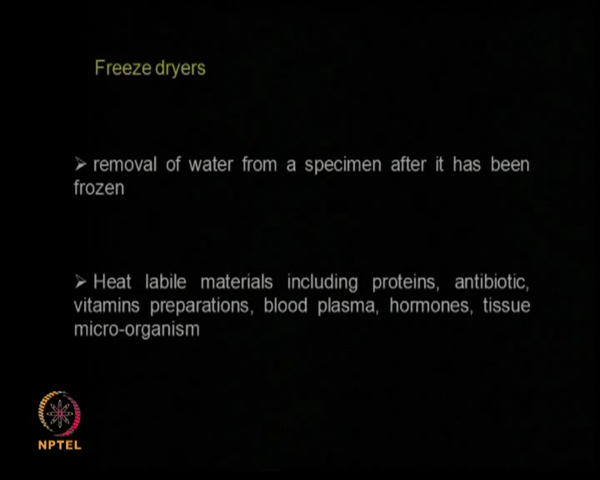 Freeze dryers
➤ removal of water from a specimen after it has been
frozen
➤ Heat labile materials including proteins, antibiotic,
vitamins preparations, blood plasma, hormones, tissue
micro-organism
NPTEL